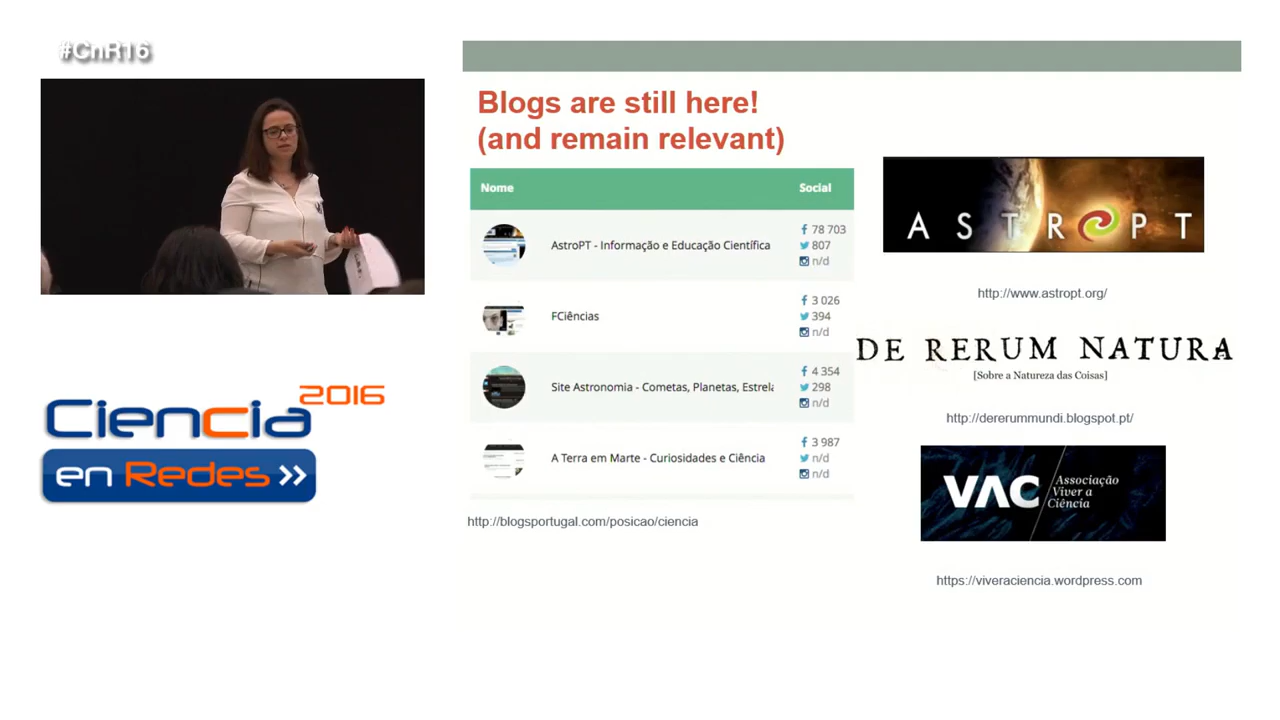 #CnR16
Blogs are still here!
(and remain relevant)
Nome Social
AstroPT - Informação e Educação Científica
78 703
807
n/d
FCiências
3 026
394
n/d
Site Astronomia - Cometas, Planetas, Estrela
4 354
298
n/d
A Terra em Marte - Curiosidades e Ciência
3 987
n/d
n/d
http://blogsportugal.com/posicao/ciencia
ASTROPT
http://www.astropt.org/
DE RERUM NATURA
[Sobre a Natureza das Coisas]
http://dererummundi.blogspot.pt/
VAC
Associação
Viver a
Ciência
https://viveraciencia.wordpress.com
2016
Ciencia
en Redes >>